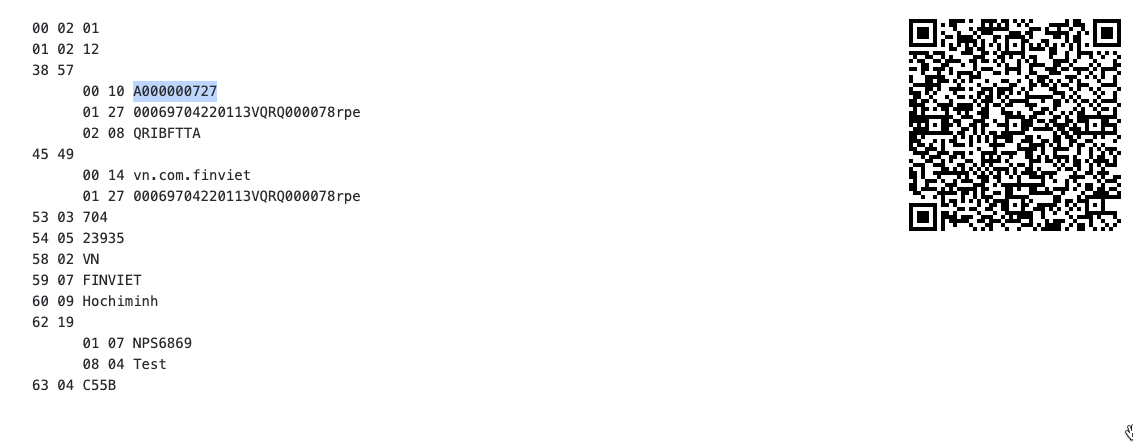 00 02 01
01 02 12
38 57
00 10 A000000727
01 27 00069704220113VQRQ000078rpe
02 08 QRIBFTTA
45 49
00 14 vn.com.finviet
01 27 00069704220113VQRQ000078rpe
53 03 704
54 05 23935
58 02 VN
59 07 FINVIET
60 09 Hochiminh
62 19
01 07 NPS6869
08 04 Test
63 04 C55B